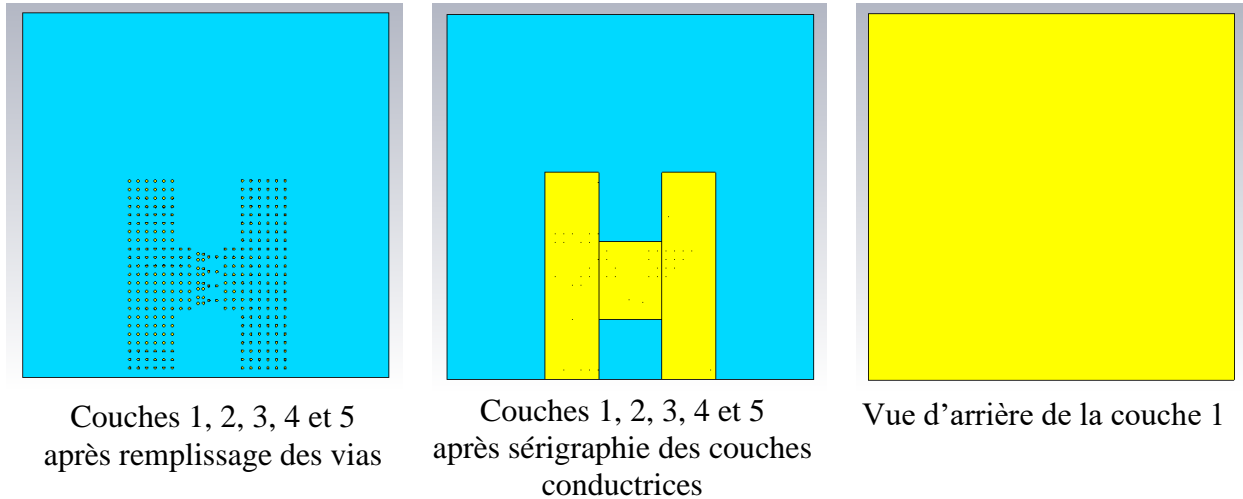 Couches 1, 2, 3, 4 et 5
après remplissage des vias
Couches 1, 2, 3, 4 et 5
après sérigraphie des couches
conductrices
Vue d'arrière de la couche 1